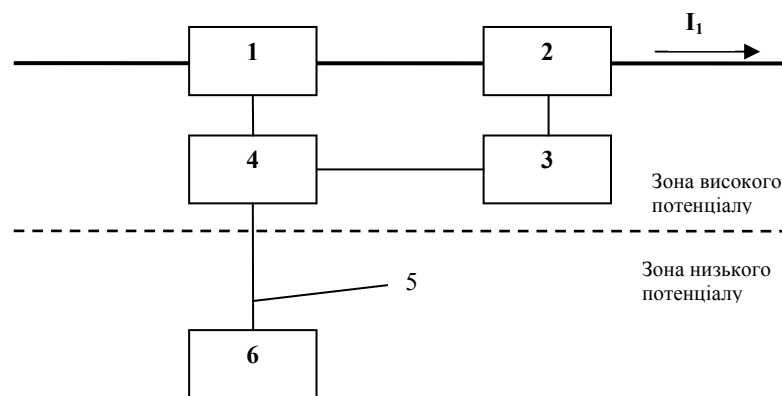 I₁
1
2
4
3
Зона високого
потенціалу
Зона низького
потенціалу
5
6